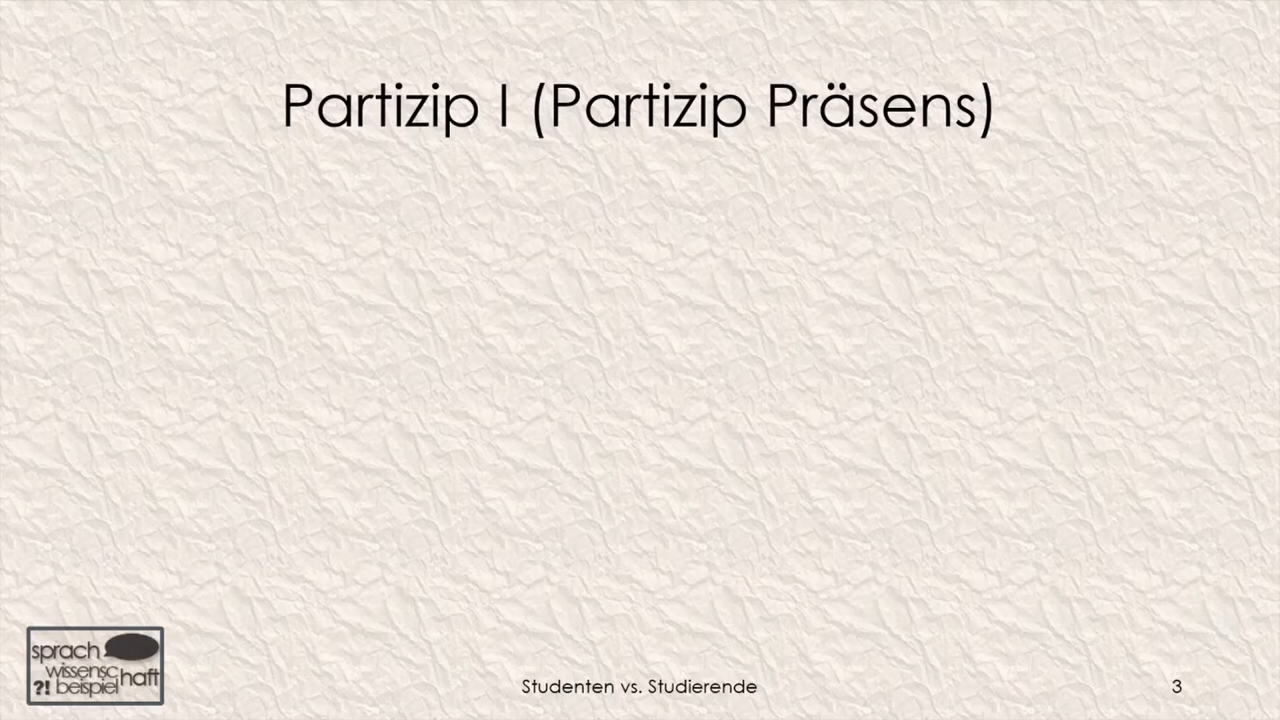 Partizip I (Partizip Präsens)
sprach
wissensc
haft
?! beispiel
Studenten vs. Studierende
3